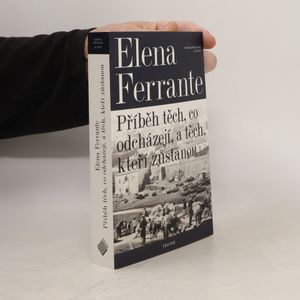 Elena
Ferrante
Příběh těch, co
odcházejí, a těch,
kteří zůstanou
Elena Ferrante
Příběh těch, co odcházejí, a těch, kteří zůstanou